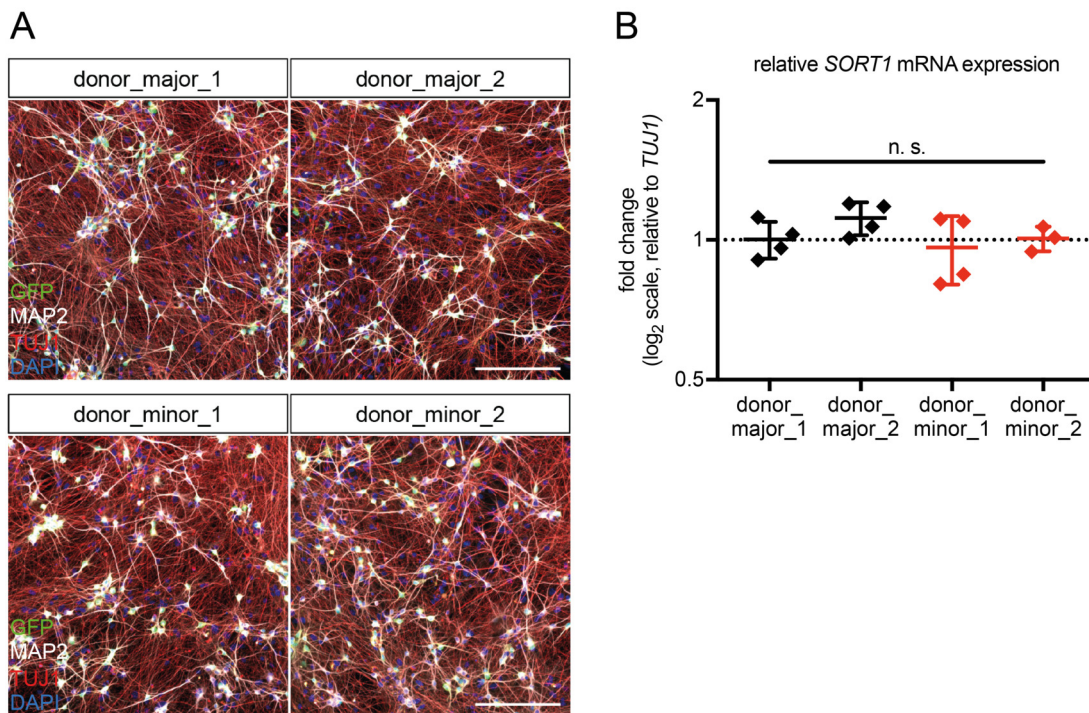 A
donor_major_1
donor_major_2
GFP
MAP2
TUJ1
DAPI
donor_minor_1
donor_minor_2
GFP
MAP2
TUJ1
DAPI
B
relative SORT1 mRNA expression
fold change
(log₂ scale, relative to TUJ1)
2
1
0.5
n. s.
donor_
major_1
donor_
major_2
donor_
minor_1
donor_
minor_2